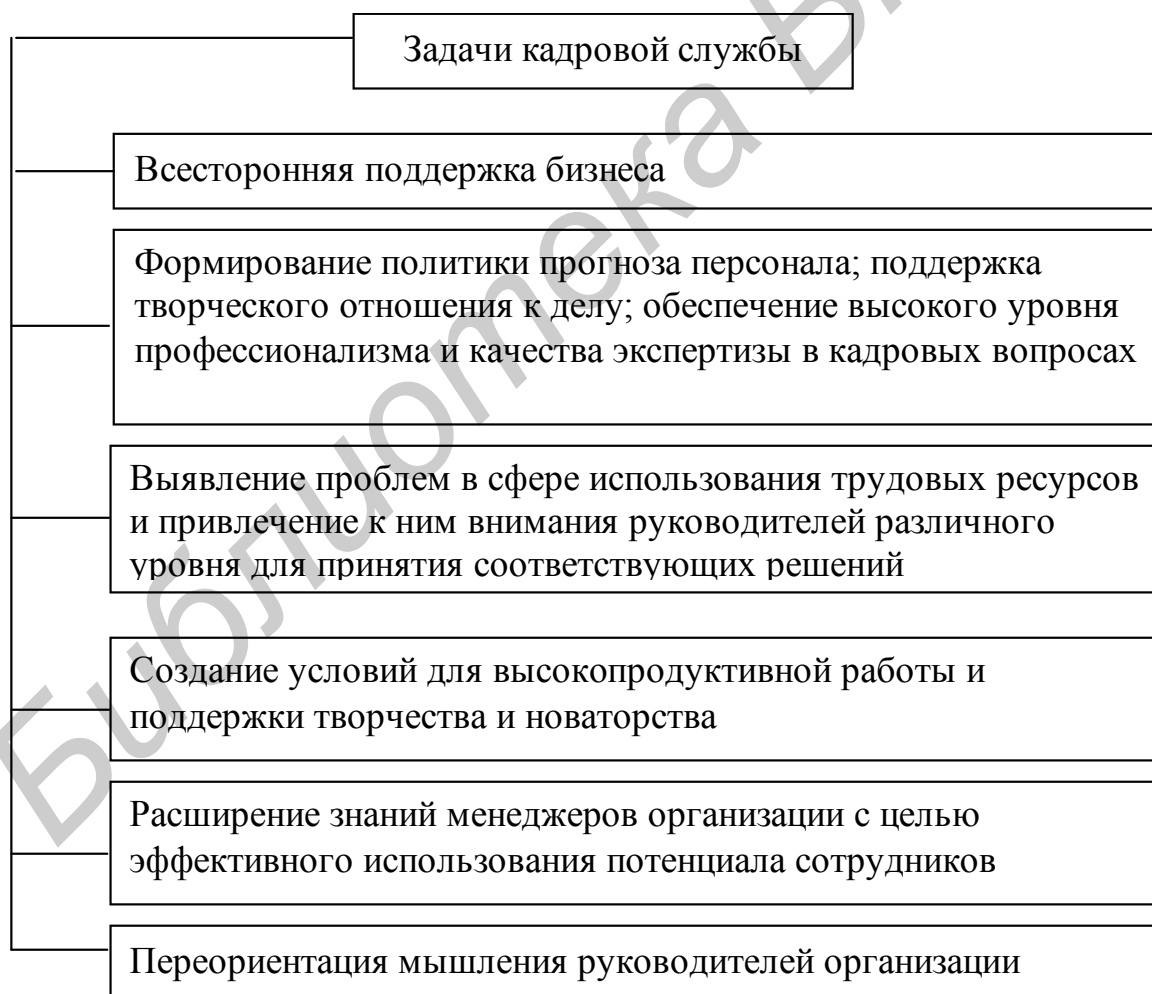 Задачи кадровой службы
Всесторонняя поддержка бизнеса
Формирование политики прогноза персонала; поддержка
творческого отношения к делу; обеспечение высокого уровня
профессионализма и качества экспертизы в кадровых вопросах
Выявление проблем в сфере использования трудовых ресурсов
и привлечение к ним внимания руководителей различного
уровня для принятия соответствующих решений
Создание условий для высокопродуктивной работы и
поддержки творчества и новаторства
Расширение знаний менеджеров организации с целью
эффективного использования потенциала сотрудников
Переориентация мышления руководителей организации
Библиотека